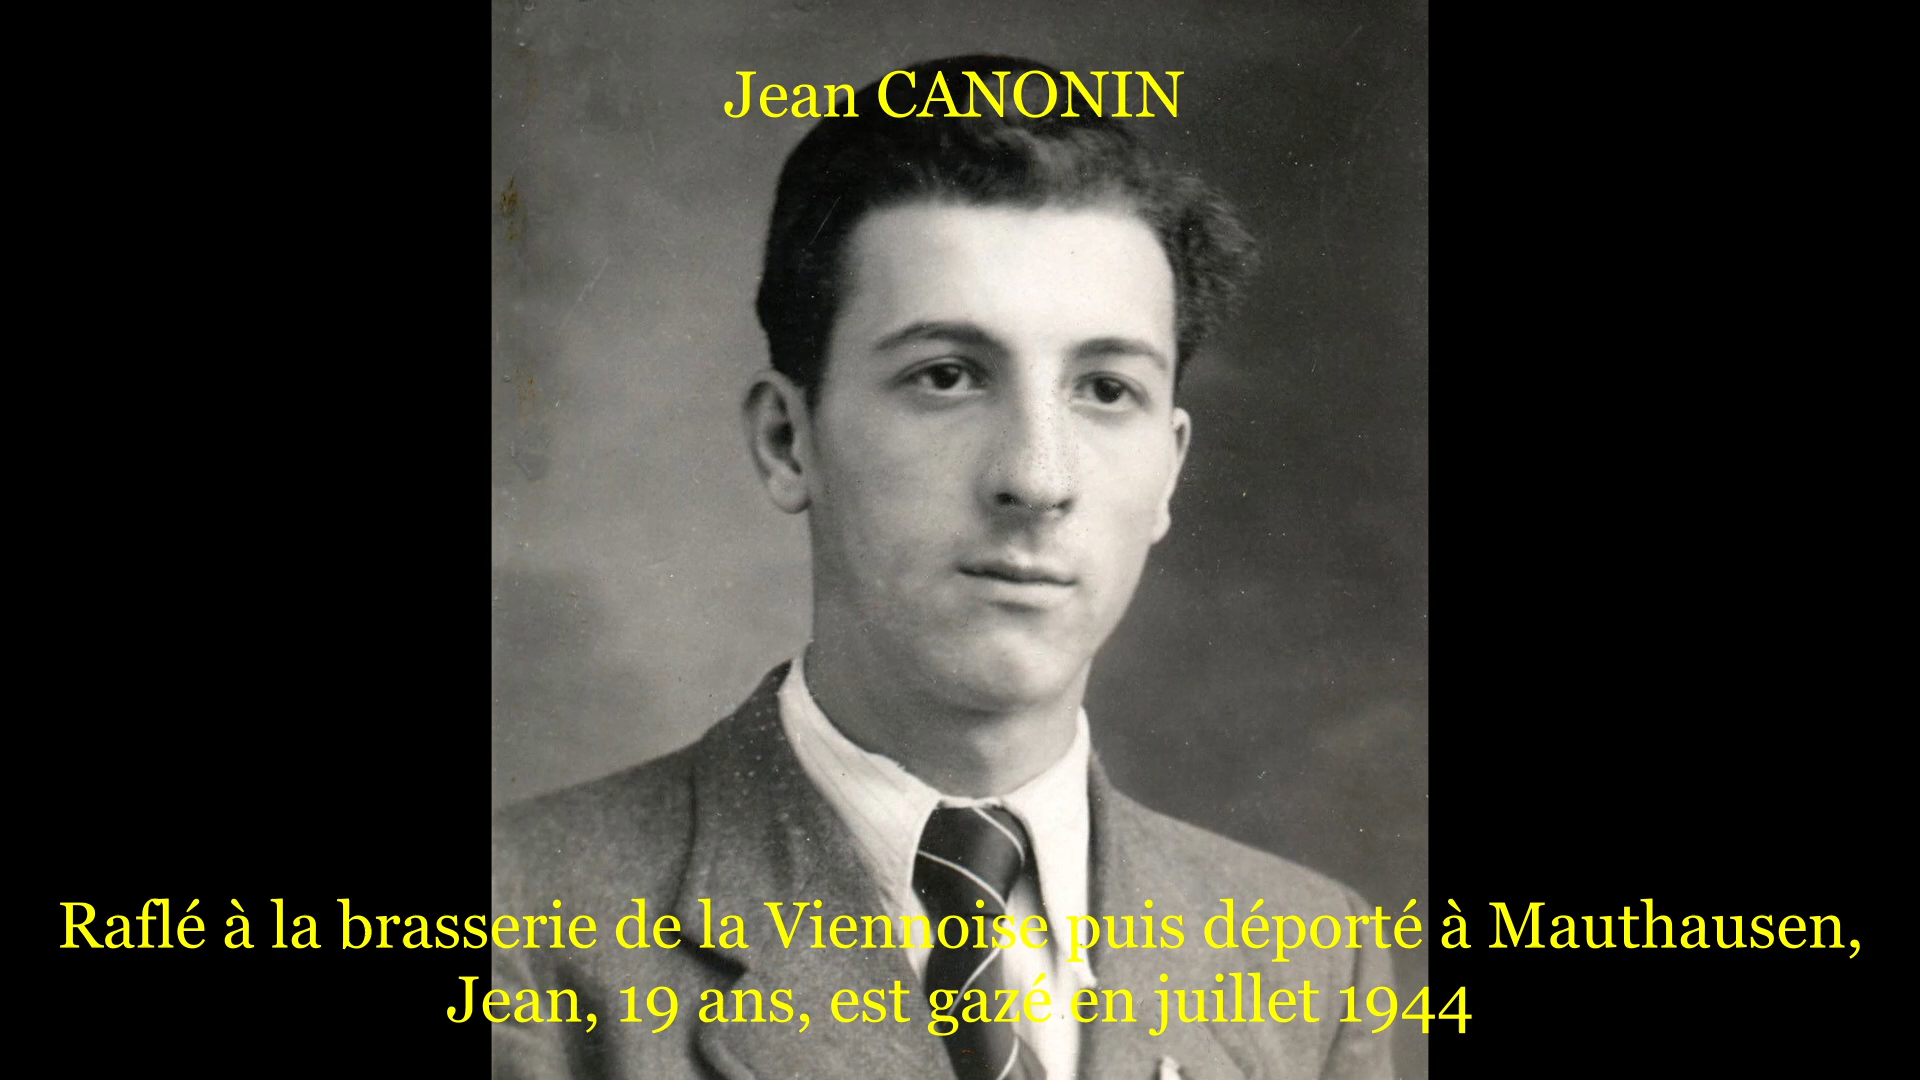 Jean CANONIN
Raflé à la brasserie de la Viennoise puis déporté à Mauthausen,
Jean, 19 ans, est gazé en juillet 1944